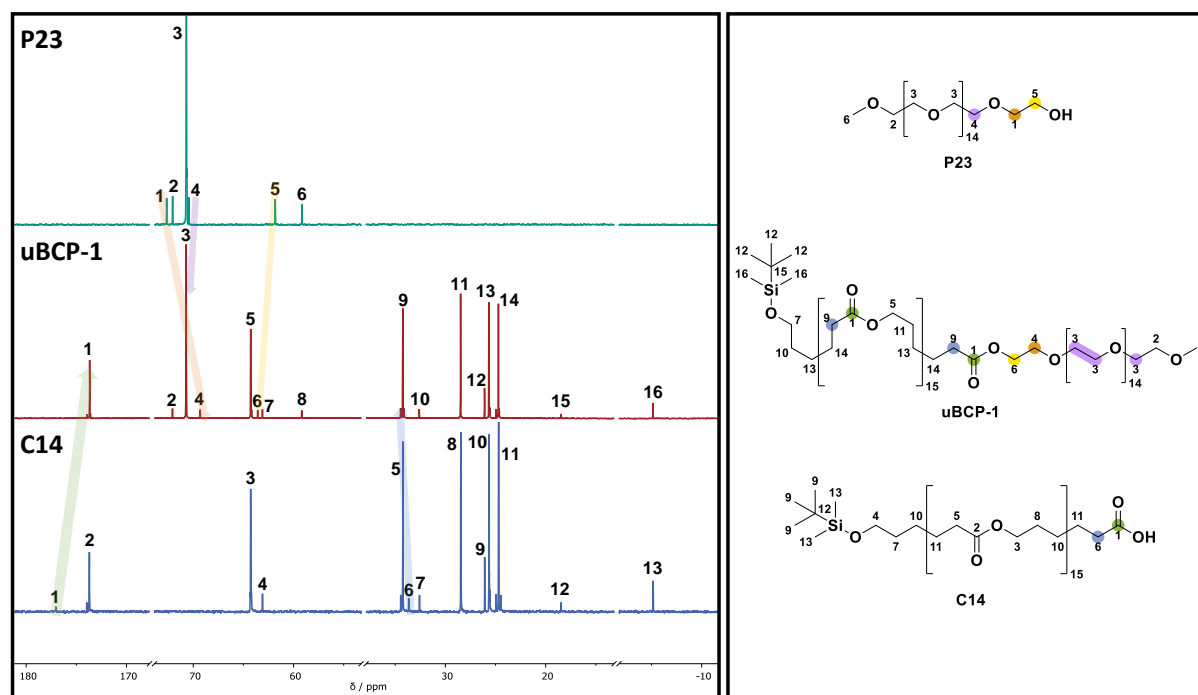 P23
3
1
2
4
5
6
uBCP-1
1
2
3
4
5
6
7
8
9
10
11
12
13
14
15
16
C14
1
2
3
4
5
6
7
8
9
10
11
12
13
180 170 70 60 30 20 -10
δ / ppm
3 3 5
O O OH
6 2 O 4 1
14
P23
12
12 12
16 15 16
Si O 5
O 7 9 1 O 11 9 O 4 3 2
10 13 14 13 14 1 O 6 O 3 O 3 O
15 O 14
uBCP-1
9
9 13 4 10 5 8 11 O
9 12 Si O 2 O 1 OH
13 7 11 O 3 10 6
15
C14